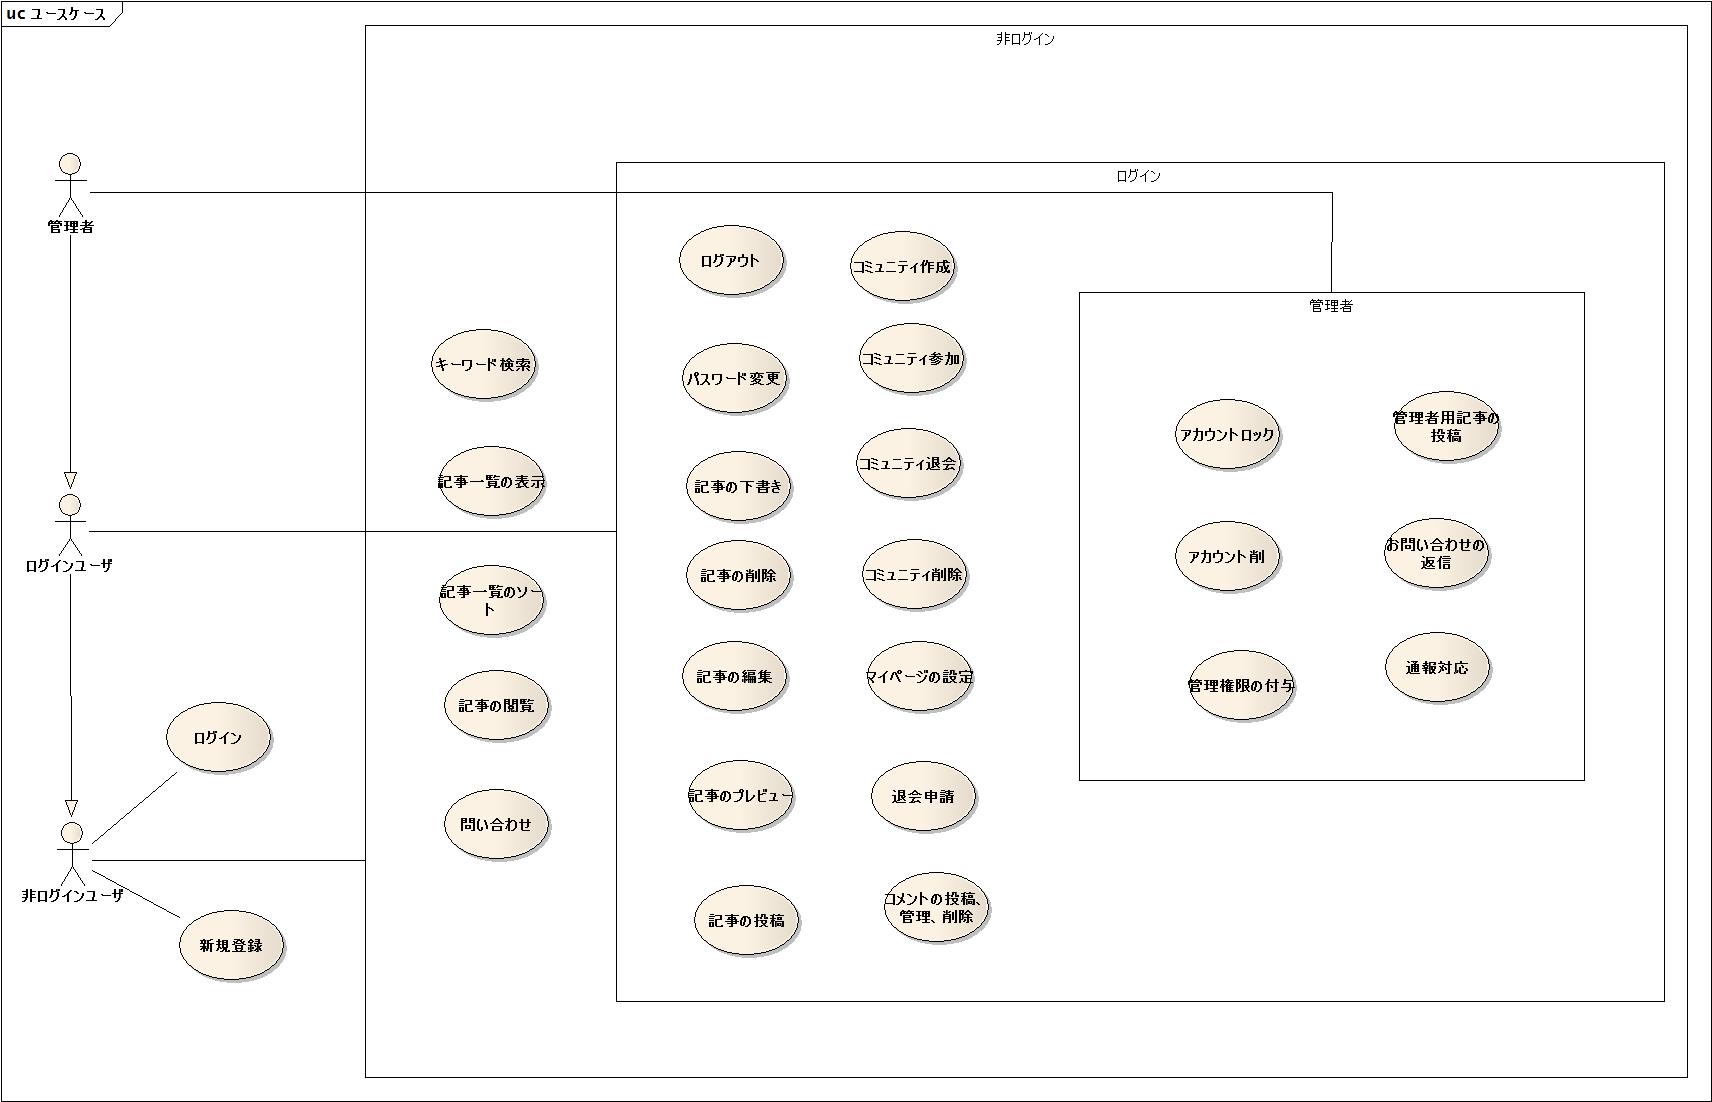 uc ユースケース
非ログイン
ログイン
管理者
管理者
ログインユーザ
非ログインユーザ
ログイン
新規登録
キーワード検索
記事一覧の表示
記事一覧のソー
ト
記事の閲覧
問い合わせ
ログアウト
パスワード変更
記事の下書き
記事の削除
記事の編集
記事のプレビュー
記事の投稿
コミュニティ作成
コミュニティ参加
コミュニティ退会
コミュニティ削除
マイページの設定
退会申請
コメントの投稿、
管理、削除
アカウントロック
アカウント削
管理権限の付与
管理者用記事の
投稿
お問い合わせの
返信
通報対応